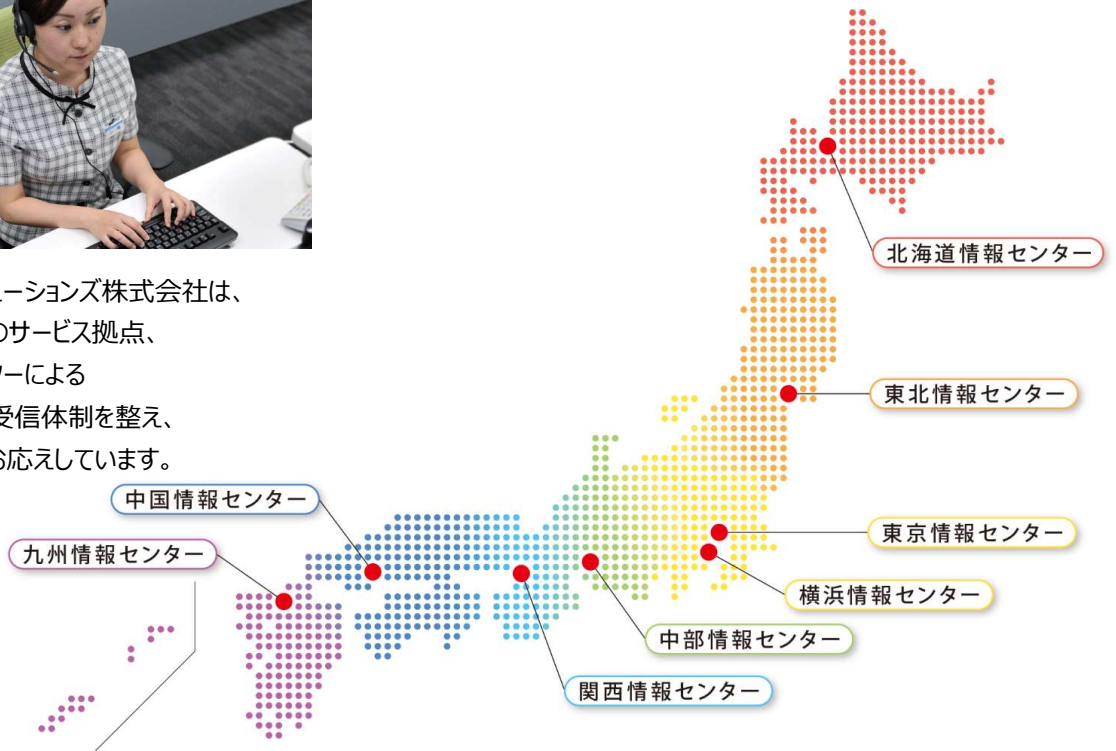 ューションズ株式会社は、
のサービス拠点、
ターによる
受信体制を整え、
お応えしています。
北海道情報センター
東北情報センター
中国情報センター
東京情報センター
九州情報センター
横浜情報センター
中部情報センター
関西情報センター